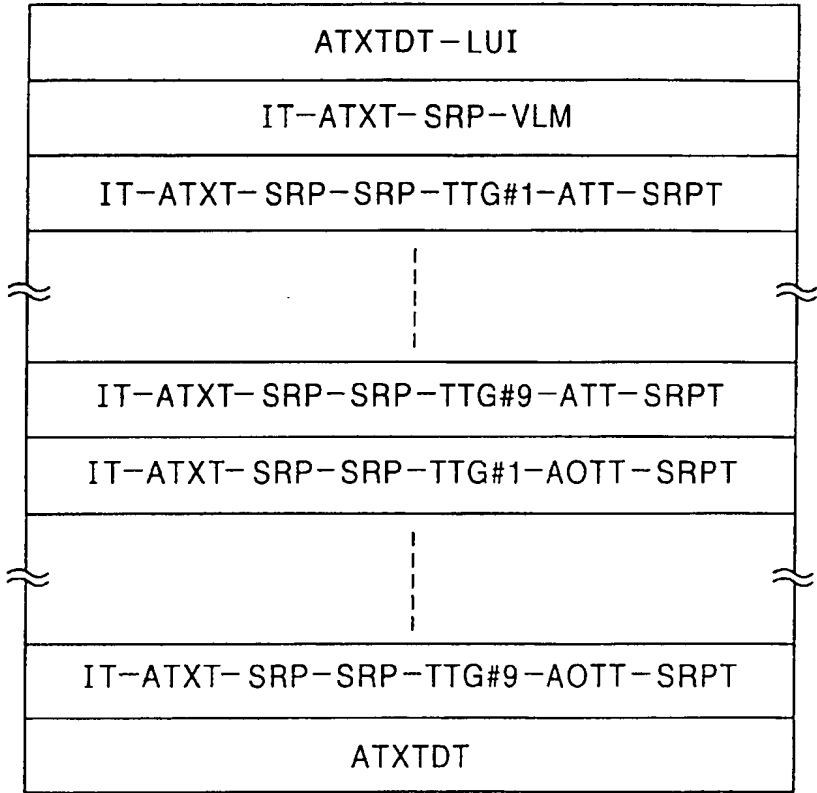 ATXTDT-LUI
IT-ATXT-SRP-VLM
IT-ATXT-SRP-SRP-TTG#1-ATT-SRPT
IT-ATXT-SRP-SRP-TTG#9-ATT-SRPT
IT-ATXT-SRP-SRP-TTG#1-AOTT-SRPT
IT-ATXT-SRP-SRP-TTG#9-AOTT-SRPT
ATXTDT